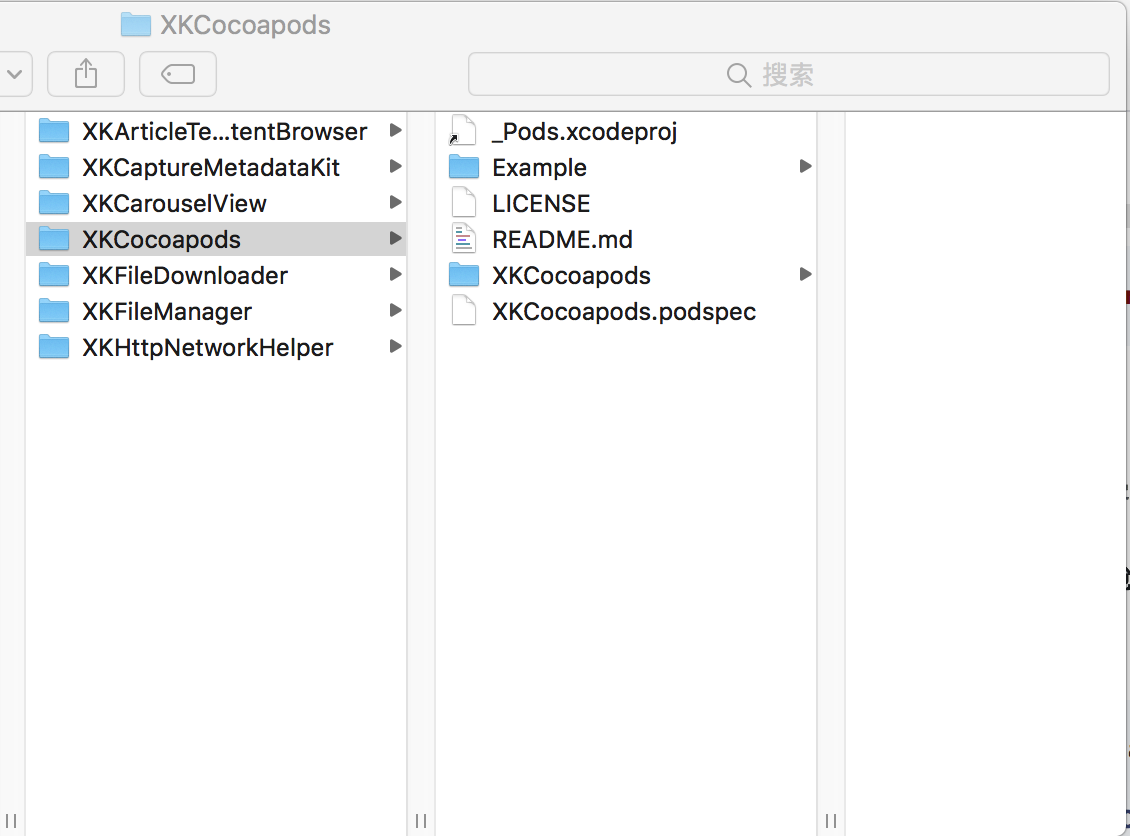 XKCocoapods
搜索
XKArticleTe...tentBrowser
XKCaptureMetadataKit
XKCarouselView
XKCocoapods
XKFileDownloader
XKFileManager
XKHttpNetworkHelper
_Pods.xcodeproj
Example
LICENSE
README.md
XKCocoapods
XKCocoapods.podspec